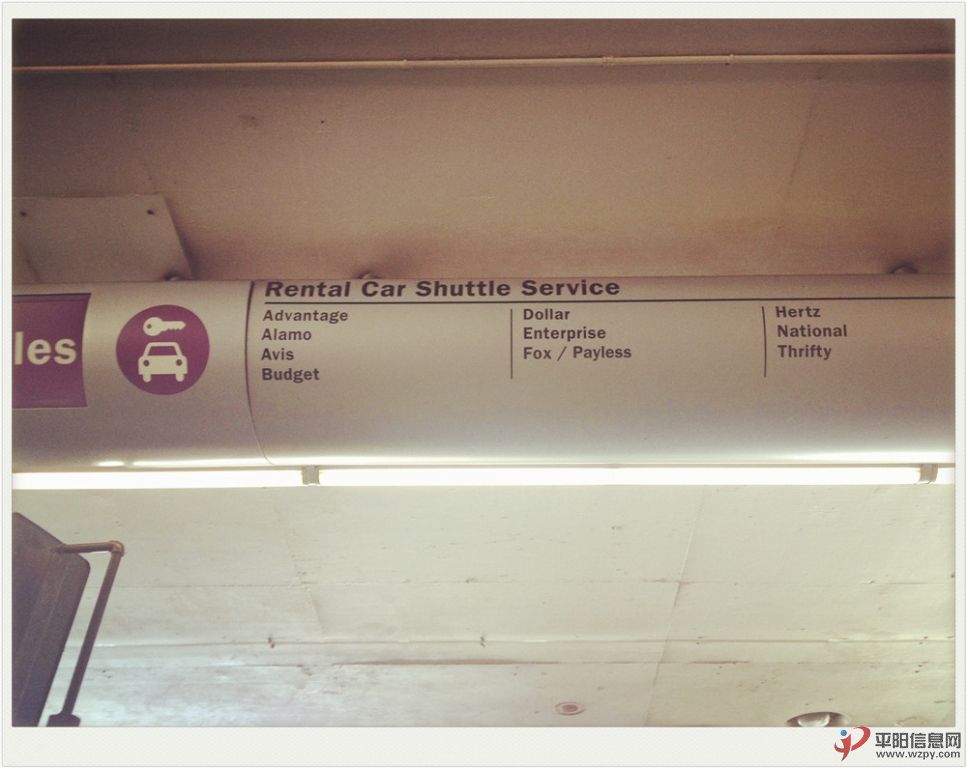 les
Rental Car Shuttle Service
Advantage
Alamo
Avis
Budget
Dollar
Enterprise
Fox / Payless
Hertz
National
Thrifty
平阳信息网
www.wzpy.com